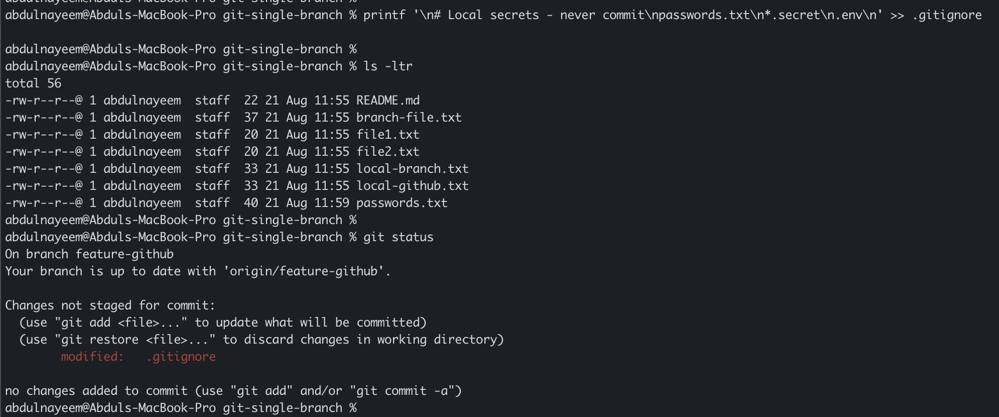 abdulnayeem@Abduls-MacBook-Pro git-single-branch %
abdulnayeem@Abduls-MacBook-Pro git-single-branch % printf '\n# Local secrets - never commit\npasswords.txt\n*.secret\n.env\n' >> .gitignore
abdulnayeem@Abduls-MacBook-Pro git-single-branch %
abdulnayeem@Abduls-MacBook-Pro git-single-branch % ls -ltr
total 56
-rw-r--r--@ 1 abdulnayeem  staff  22 21 Aug 11:55 README.md
-rw-r--r--@ 1 abdulnayeem  staff  37 21 Aug 11:55 branch-file.txt
-rw-r--r--@ 1 abdulnayeem  staff  20 21 Aug 11:55 file1.txt
-rw-r--r--@ 1 abdulnayeem  staff  20 21 Aug 11:55 file2.txt
-rw-r--r--@ 1 abdulnayeem  staff  33 21 Aug 11:55 local-branch.txt
-rw-r--r--@ 1 abdulnayeem  staff  33 21 Aug 11:55 local-github.txt
-rw-r--r--@ 1 abdulnayeem  staff  40 21 Aug 11:59 passwords.txt
abdulnayeem@Abduls-MacBook-Pro git-single-branch %
abdulnayeem@Abduls-MacBook-Pro git-single-branch % git status
On branch feature-github
Your branch is up to date with 'origin/feature-github'.
Changes not staged for commit:
  (use "git add <file>..." to update what will be committed)
  (use "git restore <file>..." to discard changes in working directory)
        modified:   .gitignore
no changes added to commit (use "git add" and/or "git commit -a")
abdulnayeem@Abduls-MacBook-Pro git-single-branch %